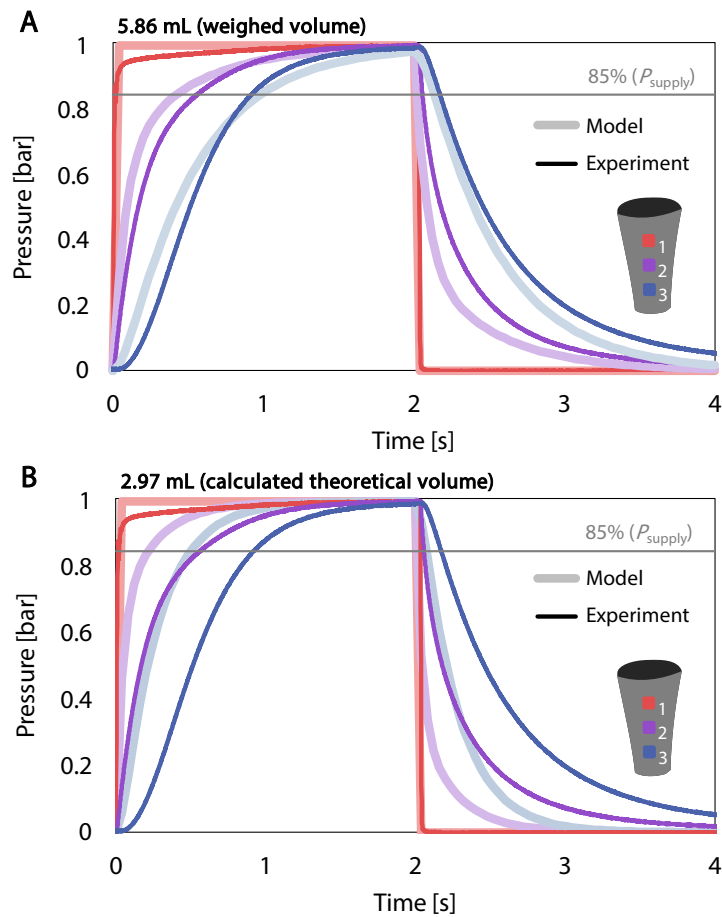 A
5.86 mL (weighed volume)
1
0.8
0.6
0.4
0.2
0
Pressure [bar]
85% (Psupply)
Model
Experiment
1
2
3
0 1 2 3 4
Time [s]
B
2.97 mL (calculated theoretical volume)
1
0.8
0.6
0.4
0.2
0
Pressure [bar]
85% (Psupply)
Model
Experiment
1
2
3
0 1 2 3 4
Time [s]